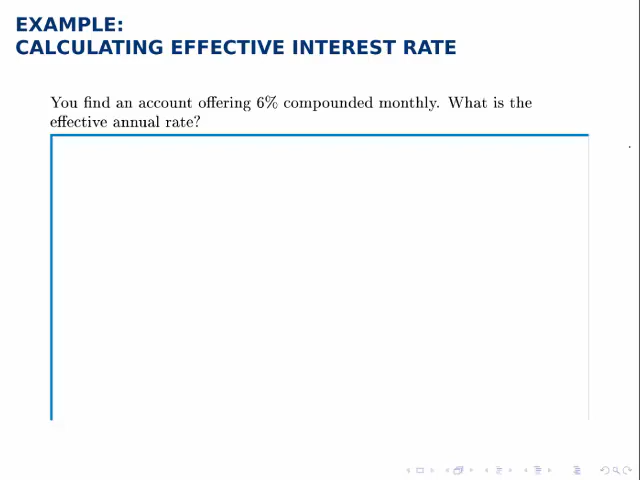 EXAMPLE:
CALCULATING EFFECTIVE INTEREST RATE
You find an account offering 6% compounded monthly. What is the
effective annual rate?